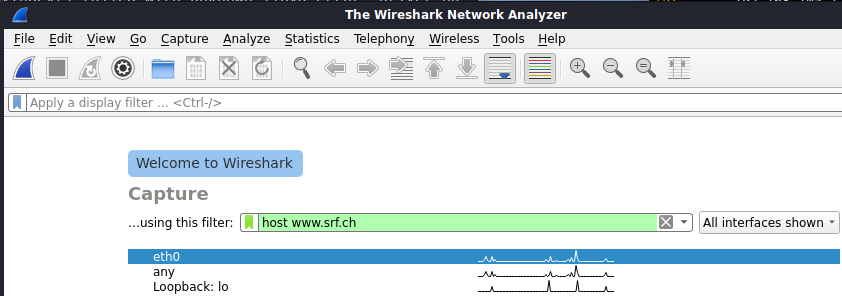 The Wireshark Network Analyzer
File Edit View Go Capture Analyze Statistics Telephony Wireless Tools Help
Apply a display filter ... <Ctrl-/>
Welcome to Wireshark
Capture
...using this filter: host www.srf.ch All interfaces shown
eth0
any
Loopback: lo